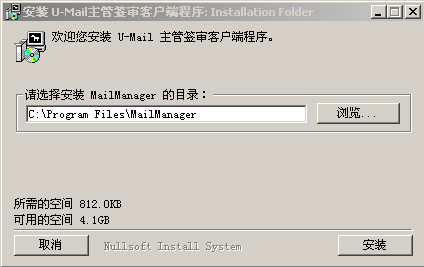 安装 U-Mail主管签审客户端程序: Installation Folder
欢迎您安装 U-Mail 主管签审客户端程序。
请选择安装 MailManager 的目录：
C:\Program Files\MailManager
浏览...
所需的空间 812.0KB
可用的空间 4.1GB
取消
Nullsoft Install System
安装